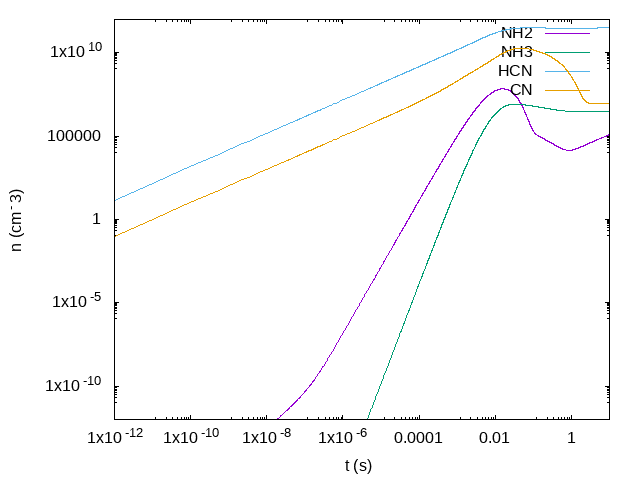 NH2
NH3
HCN
CN
1x10^10
100000
1
1x10^-5
1x10^-10
n (cm^-3)
1x10^-12 1x10^-10 1x10^-8 1x10^-6 0.0001 0.01 1
t (s)